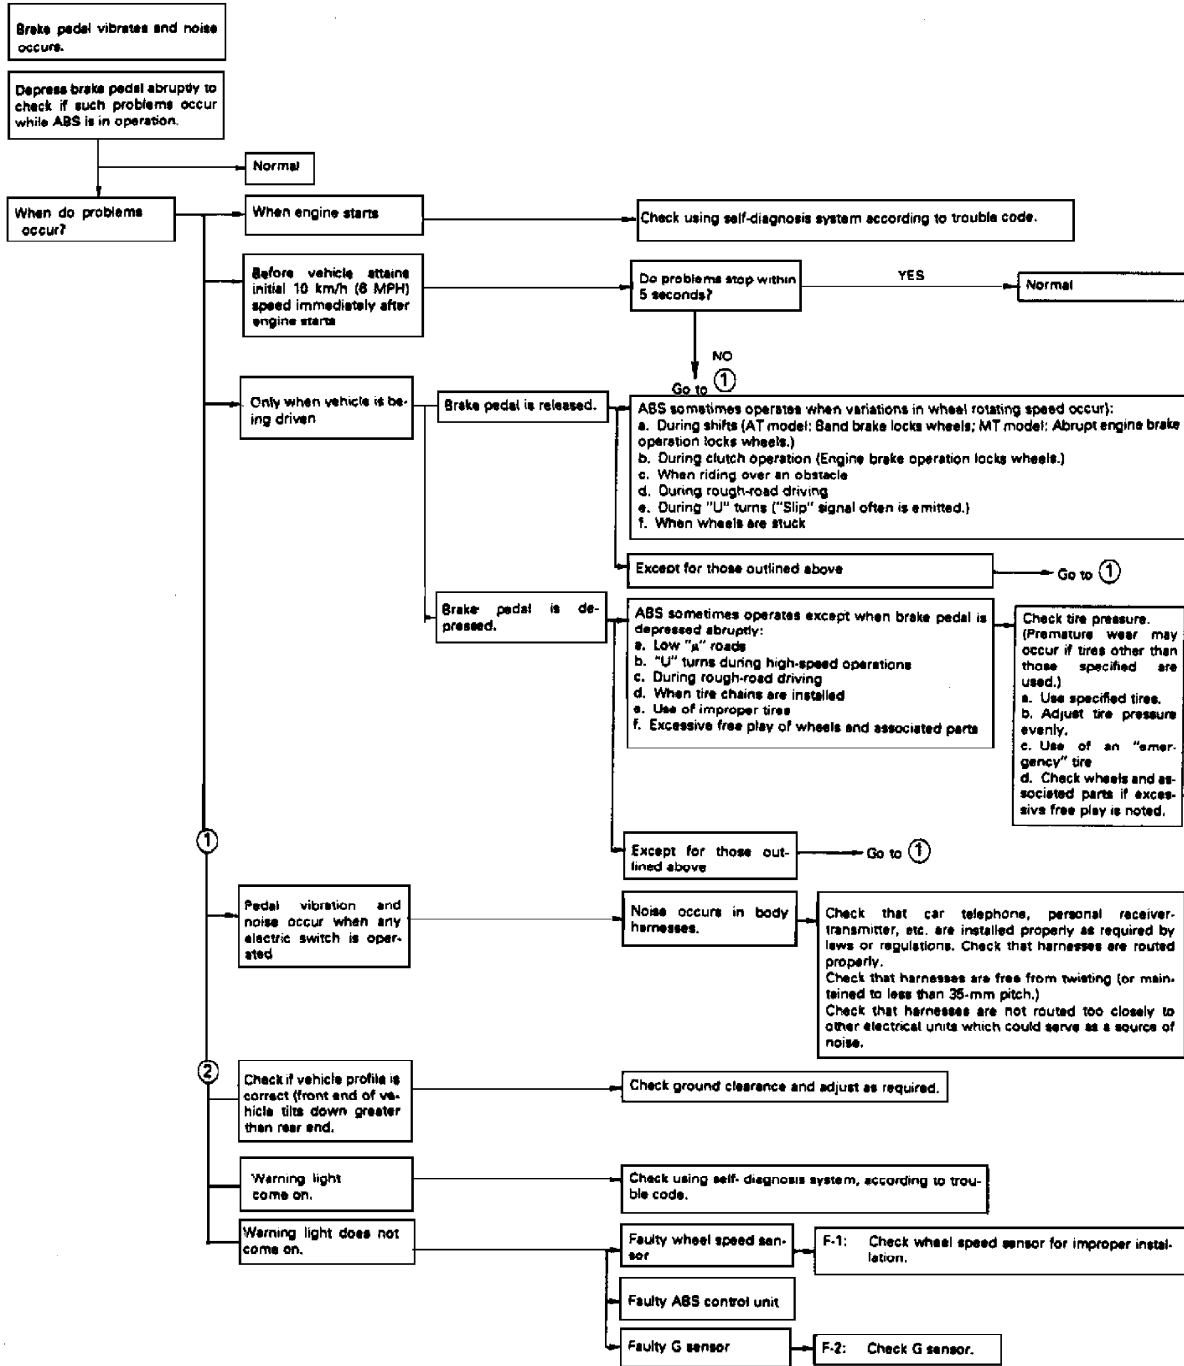 Brake pedal vibrates and noise
occurs.
Depress brake pedal abruptly to
check if such problems occur
while ABS is in operation.
Normal
When do problems
occur?
When engine starts
Check using self-diagnosis system according to trouble code.
Before vehicle attains
initial 10 km/h (6 MPH)
speed immediately after
engine starts
Do problems stop within
5 seconds?
YES
Normal
NO
Go to 1
Only when vehicle is be-
ing driven
Brake pedal is released.
ABS sometimes operates when variations in wheel rotating speed occur):
a. During shifts (AT model: Band brake locks wheels; MT model: Abrupt engine brake
operation locks wheels.)
b. During clutch operation (Engine brake operation locks wheels.)
c. When riding over an obstacle
d. During rough-road driving
e. During "U" turns ("Slip" signal often is emitted.)
f. When wheels are stuck
Except for those outlined above
Go to 1
Brake pedal is de-
pressed.
ABS sometimes operates except when brake pedal is
depressed abruptly:
a. Low "μ" roads
b. "U" turns during high-speed operations
c. During rough-road driving
d. When tire chains are installed
e. Use of improper tires
f. Excessive free play of wheels and associated parts
Check tire pressure.
(Premature wear may
occur if tires other than
those specified are
used.)
a. Use specified tires.
b. Adjust tire pressure
evenly.
c. Use of an "emer-
gency" tire
d. Check wheels and as-
sociated parts if exces-
sive free play is noted.
1
Except for those out-
lined above
Go to 1
Pedal vibration and
noise occur when any
electric switch is oper-
ated
Noise occurs in body
harnesses.
Check that car telephone, personal receiver-
transmitter, etc. are installed properly as required by
laws or regulations. Check that harnesses are routed
properly.
Check that harnesses are free from twisting (or main-
tained to less than 35-mm pitch.)
Check that harnesses are not routed too closely to
other electrical units which could serve as a source of
noise.
2
Check if vehicle profile is
correct (front end of ve-
hicle tilts down greater
than rear end.
Check ground clearance and adjust as required.
Warning light
come on.
Check using self- diagnosis system, according to trou-
ble code.
Warning light does not
come on.
Faulty wheel speed sen-
sor
F-1: Check wheel speed sensor for improper instal-
lation.
Faulty ABS control unit
Faulty G sensor
F-2: Check G sensor.